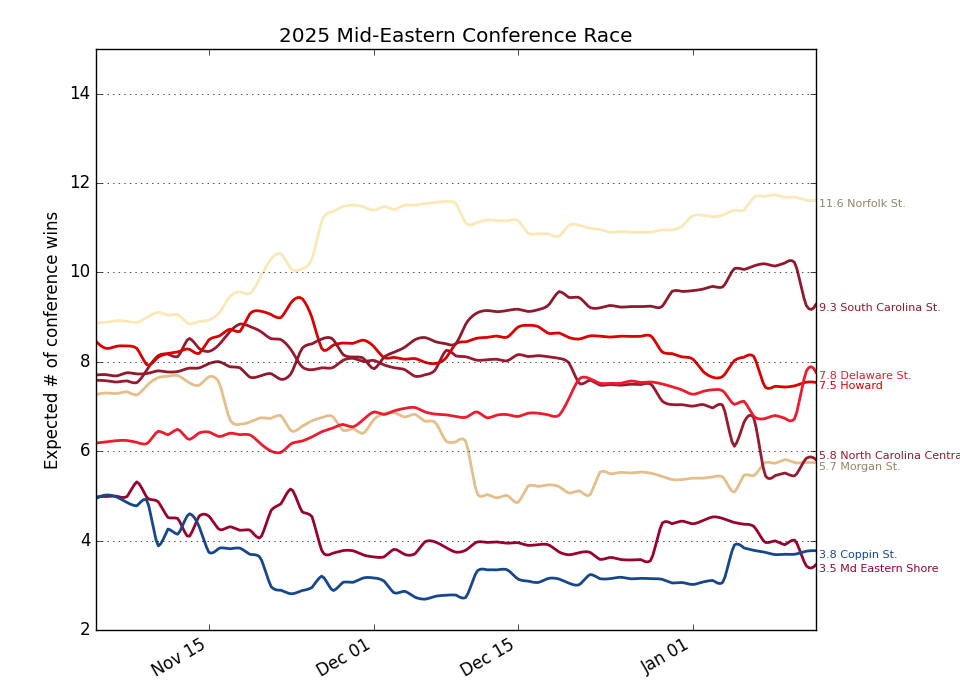 2025 Mid-Eastern Conference Race
Expected # of conference wins
14
12
10
8
6
4
2
11.6 Norfolk St.
9.3 South Carolina St.
7.8 Delaware St.
7.5 Howard
5.8 North Carolina Centra
5.7 Morgan St.
3.8 Coppin St.
3.5 Md Eastern Shore
Nov 15
Dec 01
Dec 15
Jan 01